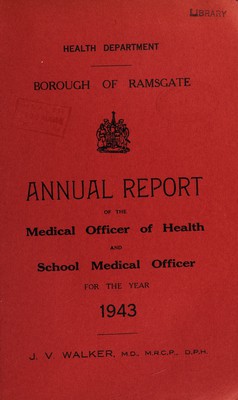 LIBRARY
HEALTH DEPARTMENT
BOROUGH OF RAMSGATE
ANNUAL REPORT
OF THE
Medical Officer of Health
AND
School Medical Officer
FOR THE YEAR
1943
J. V. WALKER, M.D., M.R.C.P., D.P.H.